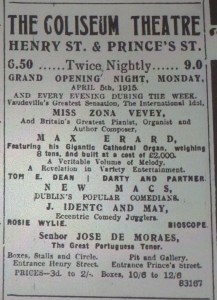 THE COLISEUM THEATRE
HENRY ST. & PRINCE'S ST.
6.50 Twice Nightly 9.0
GRAND OPENING NIGHT, MONDAY,
APRIL 5th, 1915.
AND EVERY EVENING DURING THE WEEK.
Vaudeville's Greatest Sensation, The International Idol,
MISS ZONA VEVEY,
And Britain's Greatest Pianist, Organist and
Author Composer,
MAX ERARD,
Featuring his Gigantic Cathedral Organ, weighing
8 tons, and built at a cost of £2,000.
A Veritable Volume of Melody.
A Revelation in Variety Entertainment.
TOM E. DEAN | DARTY AND PARTNER.
NEW MACS,
DUBLIN'S POPULAR COMEDIANS.
J. IDENTO AND MAY,
Eccentric Comedy Jugglers.
ROSIE WYLIE. BIOSCOPE.
Senhor JOSE DE MORAES,
The Great Portuguese Tenor.
Boxes, Stalls and Circle. Pit and Gallery.
Entrance Henry Street. Entrance Prince's Street.
PRICES—3d. to 2/-. Boxes, 10/6 to 12/6
83167